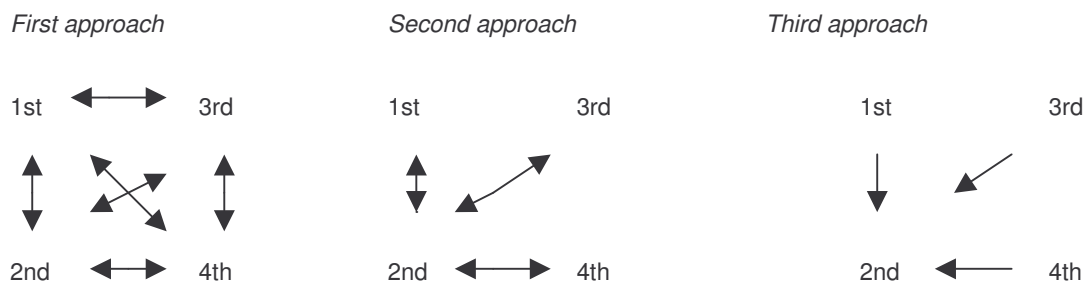 First approach Second approach Third approach
1st 3rd 1st 3rd 1st 3rd
2nd 4th 2nd 4th 2nd 4th